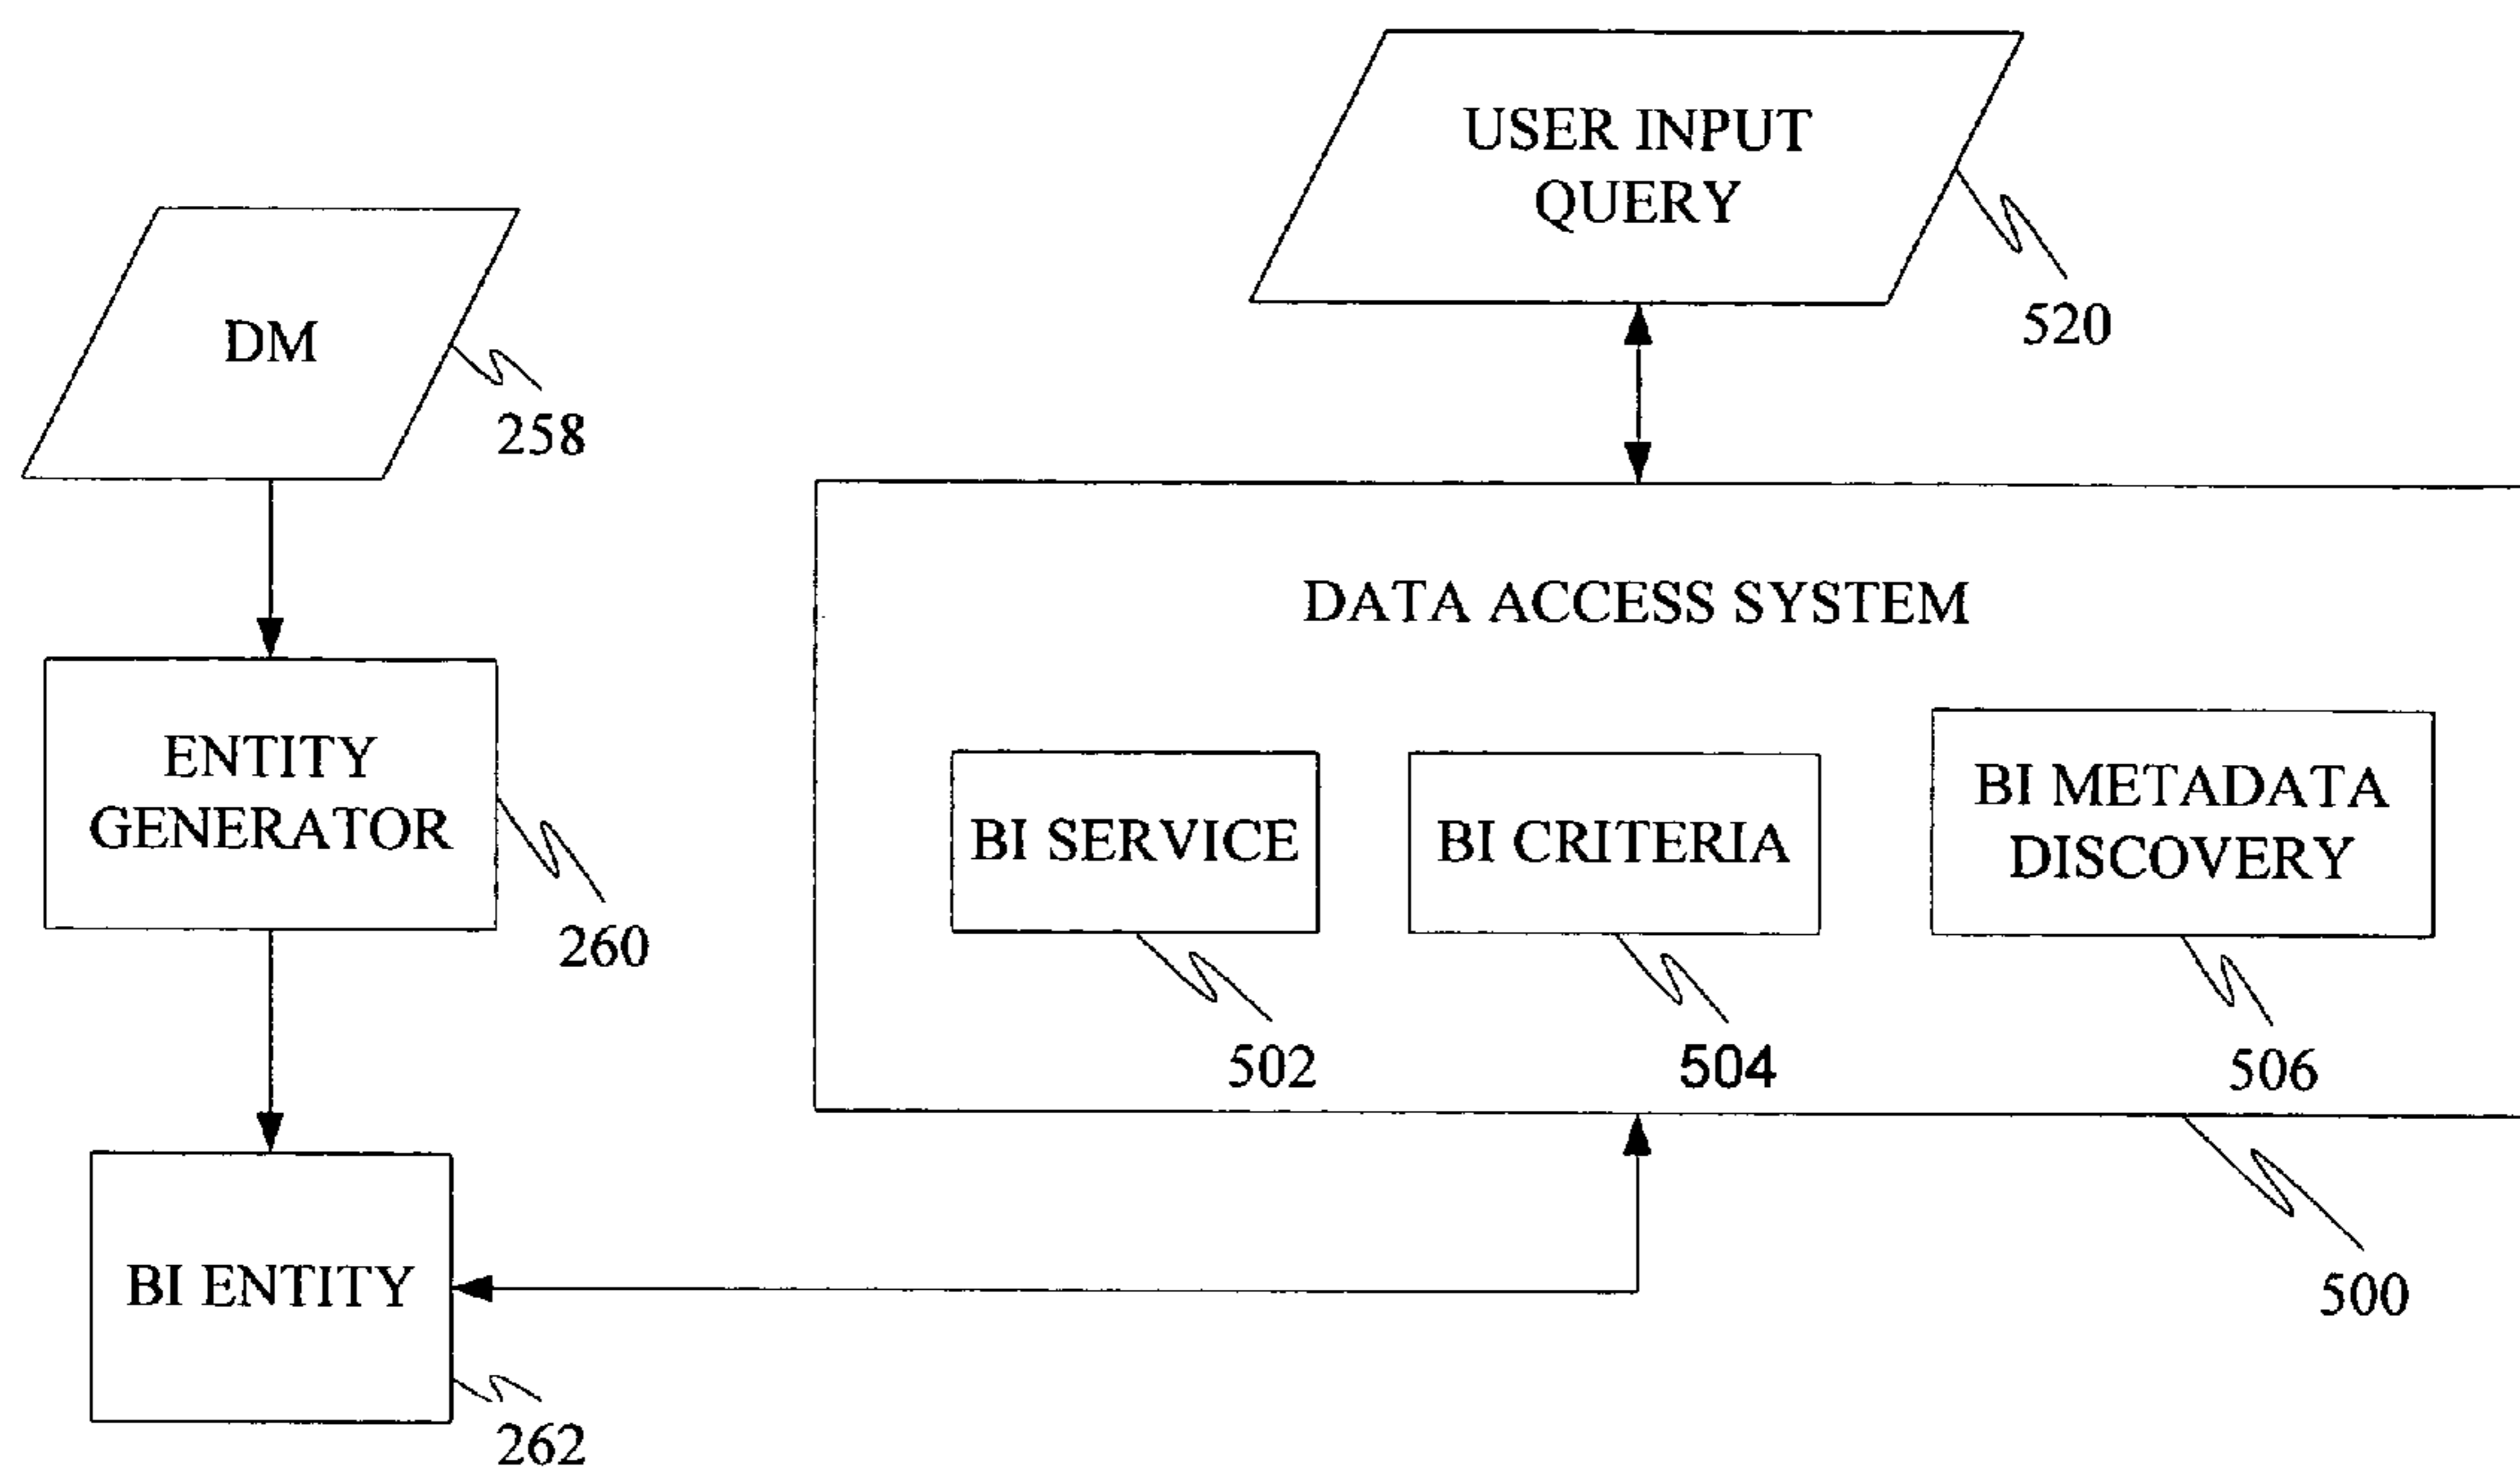 USER INPUT
QUERY
520
DM
258
DATA ACCESS SYSTEM
ENTITY
GENERATOR
260
BI SERVICE
502
BI CRITERIA
504
BI METADATA
DISCOVERY
506
500
BI ENTITY
262